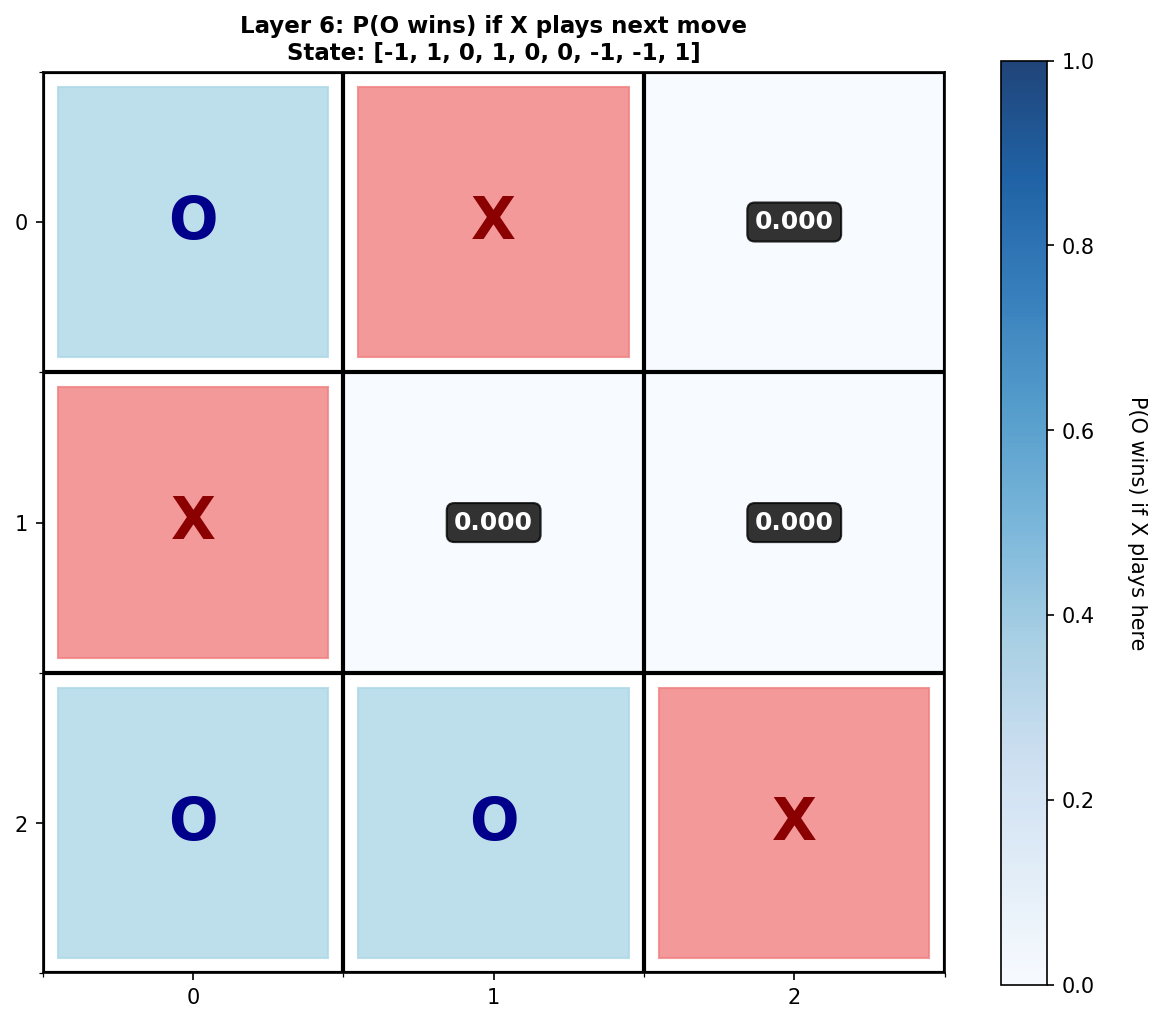 Layer 6: P(O wins) if X plays next move
State: [-1, 1, 0, 1, 0, 0, -1, -1, 1]
0
O
X
0.000
1
X
0.000
0.000
2
O
O
X
0
1
2
1.0
0.8
0.6
0.4
0.2
0.0
P(O wins) if X plays here